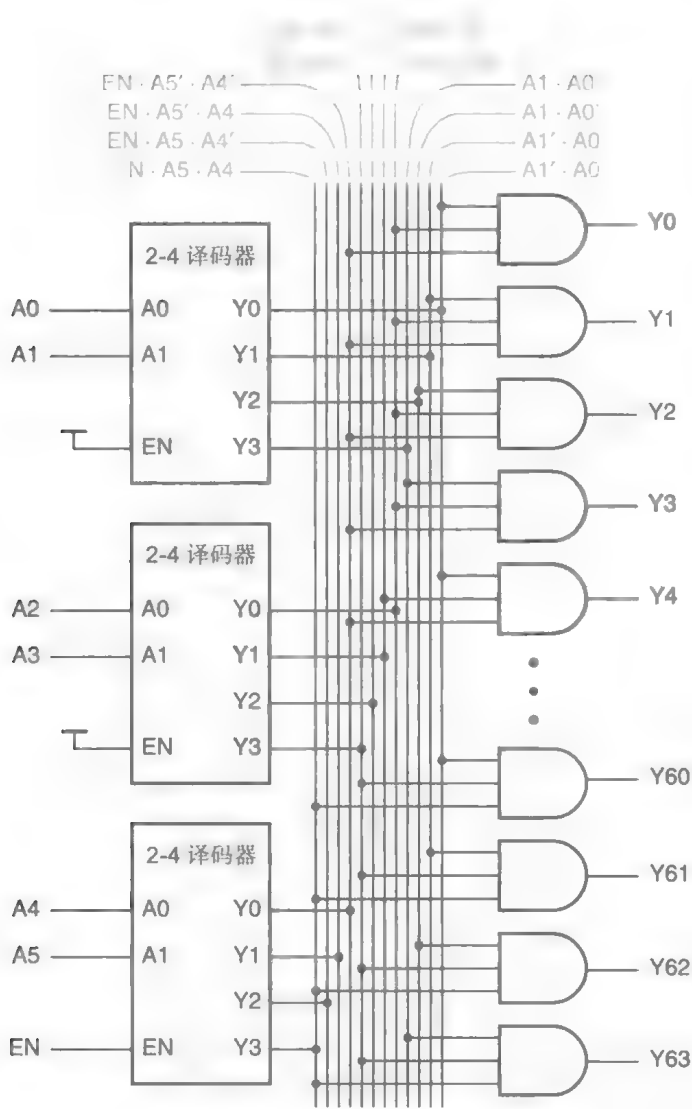 EN · A5' · A4'
EN · A5' · A4
EN · A5 · A4'
N · A5 · A4
A1 · A0
A1 · A0'
A1' · A0
A1' · A0
2-4 译码器
A0
A1
A0
A1
EN
Y0
Y1
Y2
Y3
2-4 译码器
A2
A3
A0
A1
EN
Y0
Y1
Y2
Y3
2-4 译码器
A4
A5
EN
A0
A1
EN
Y0
Y1
Y2
Y3
Y0
Y1
Y2
Y3
Y4
Y60
Y61
Y62
Y63